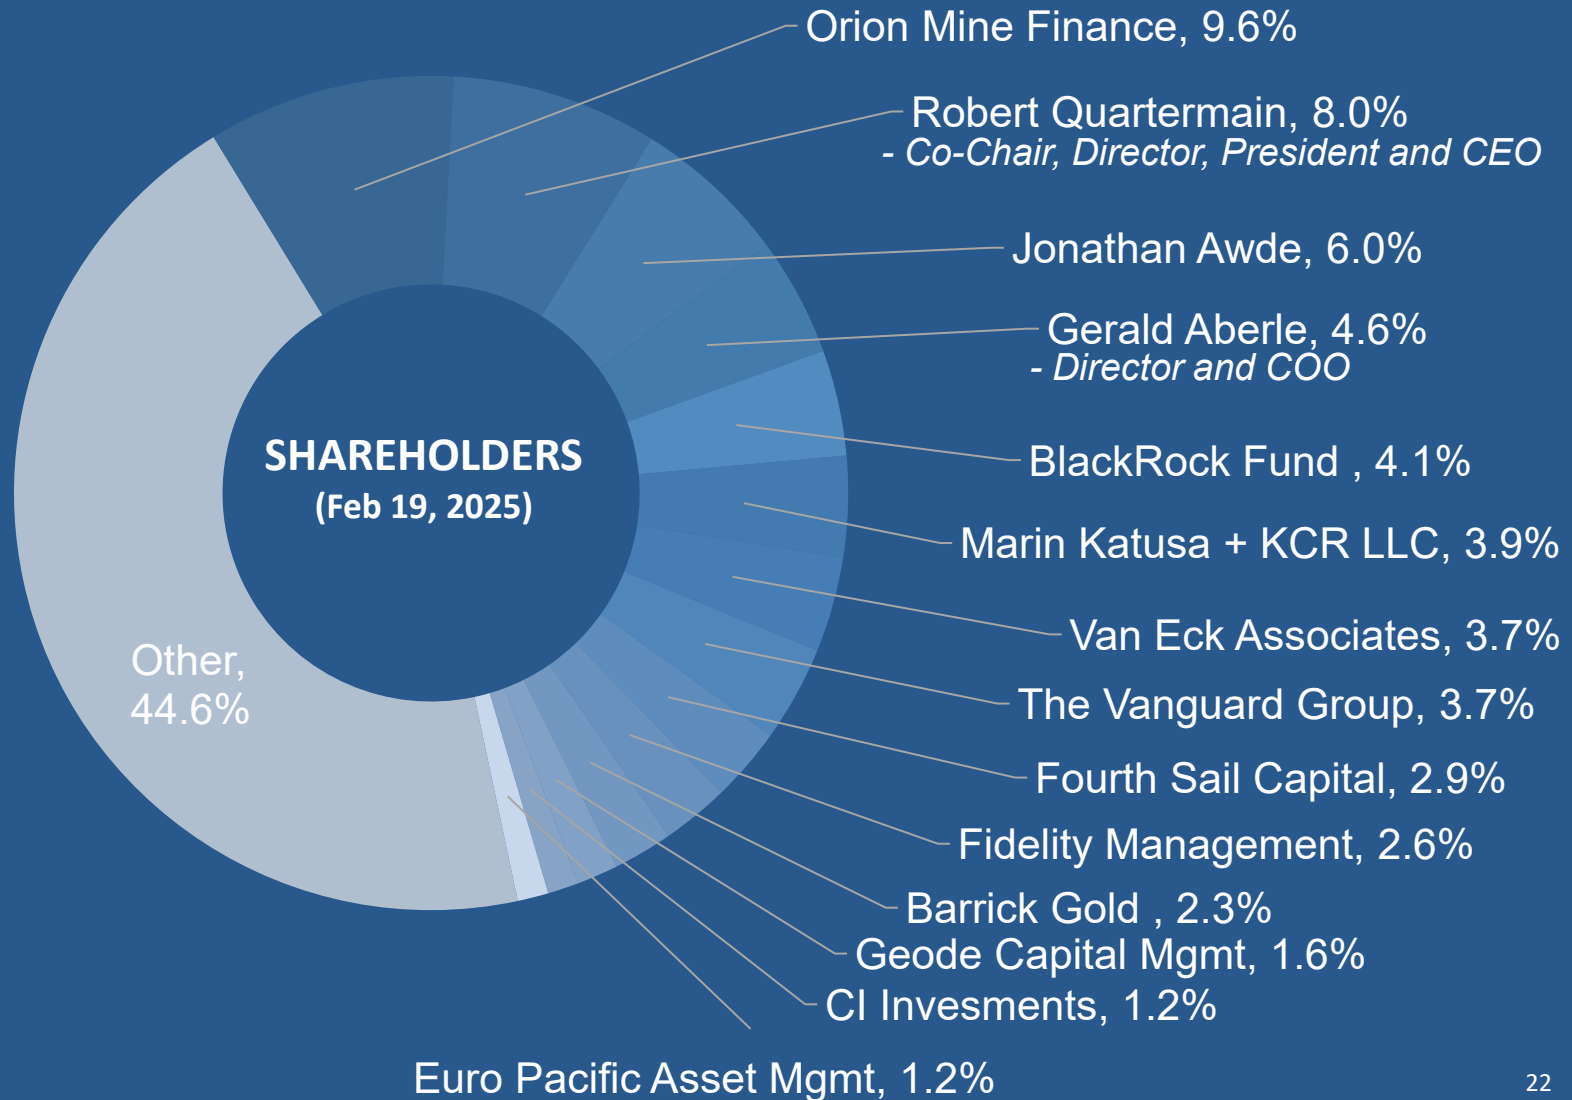 Orion Mine Finance, 9.6%
Robert Quartermain, 8.0%
- Co-Chair, Director, President and CEO
Jonathan Awde, 6.0%
Gerald Aberle, 4.6%
- Director and COO
BlackRock Fund , 4.1%
Marin Katusa + KCR LLC, 3.9%
Van Eck Associates, 3.7%
The Vanguard Group, 3.7%
Fourth Sail Capital, 2.9%
Fidelity Management, 2.6%
Barrick Gold , 2.3%
Geode Capital Mgmt, 1.6%
CI Invesments, 1.2%
Euro Pacific Asset Mgmt, 1.2%
Other,
44.6%
SHAREHOLDERS
(Feb 19, 2025)
22